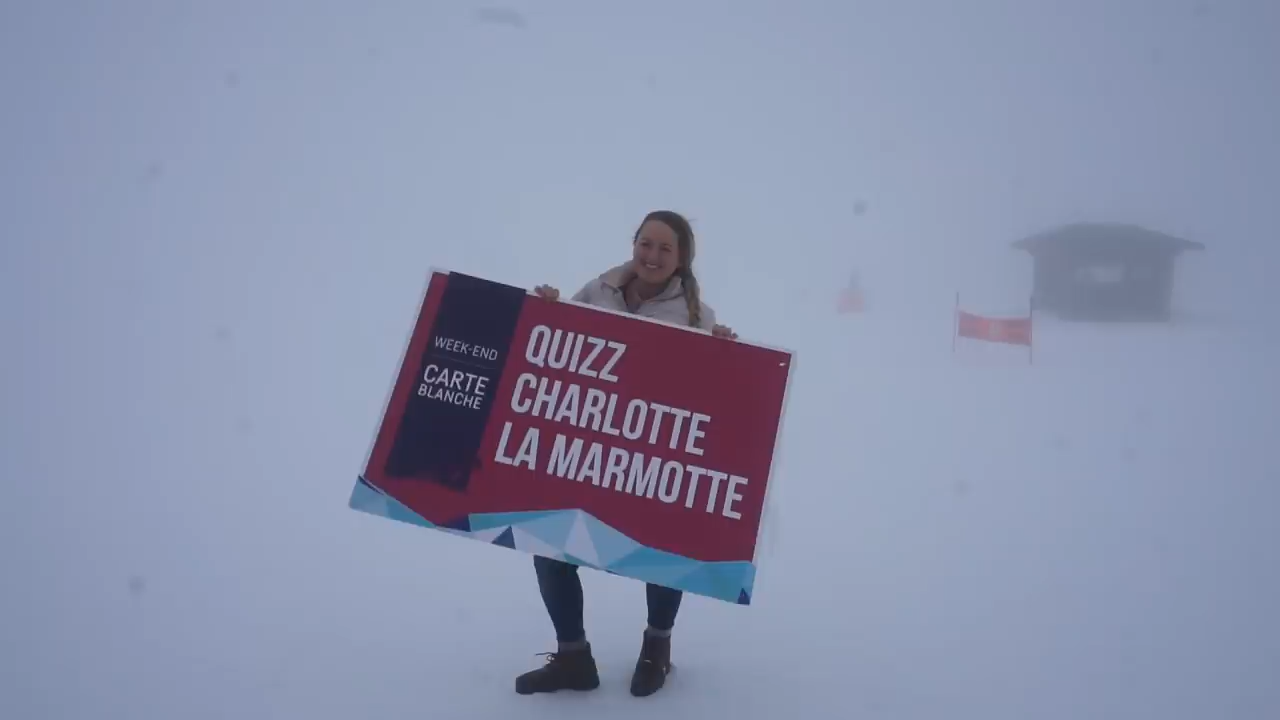 WEEK-END
CARTE
BLANCHE
QUIZZ
CHARLOTTE
LA MARMOTTE